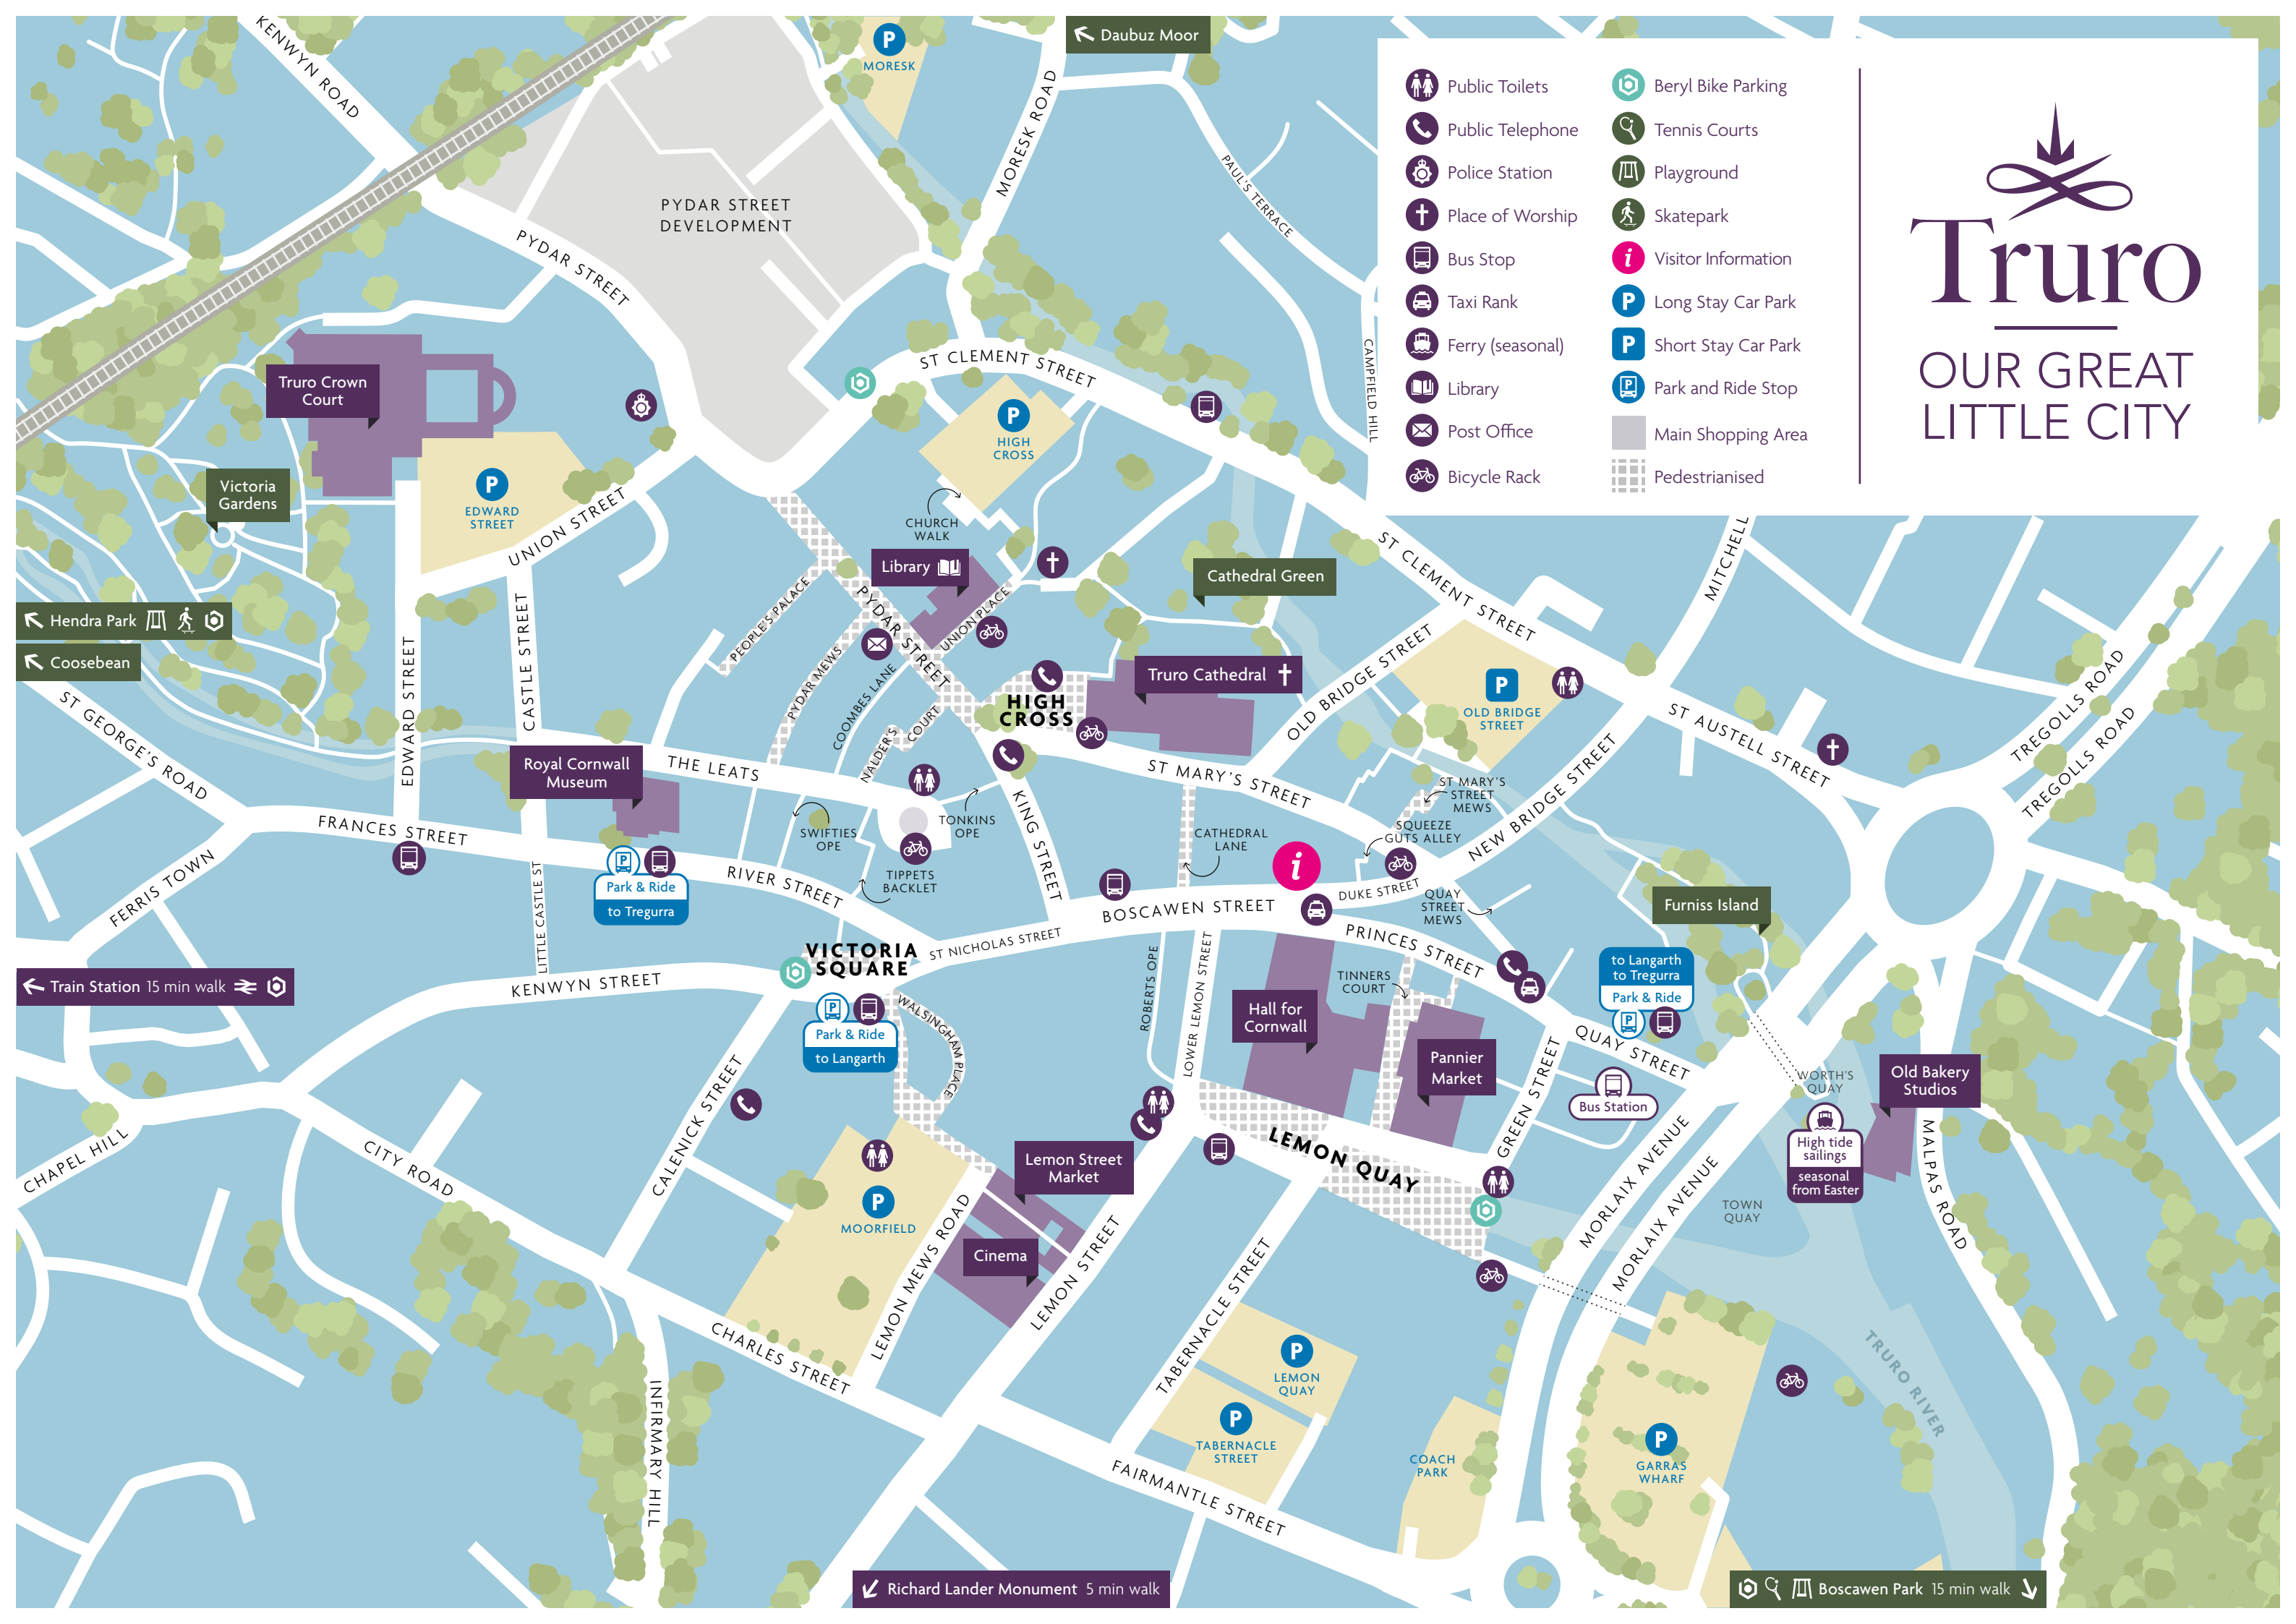 KENWYN ROAD
P
MORESK
Daubuz Moor
MORESK ROAD
PAUL'S TERRACE
CAMPFIELD HILL
PYDAR STREET
DEVELOPMENT
PYDAR STREET
Public Toilets
Public Telephone
Police Station
Place of Worship
Bus Stop
Taxi Rank
Ferry (seasonal)
Library
Post Office
Bicycle Rack
Beryl Bike Parking
Tennis Courts
Playground
Skatepark
i Visitor Information
P Long Stay Car Park
P Short Stay Car Park
P Park and Ride Stop
Main Shopping Area
Pedestrianised
Truro
OUR GREAT
LITTLE CITY
Truro Crown
Court
ST CLEMENT STREET
P
HIGH
CROSS
Victoria
Gardens
P
EDWARD
STREET
UNION STREET
CHURCH
WALK
Library
Cathedral Green
ST CLEMENT STREET
MITCHELL
Hendra Park
Coosebean
EDWARD STREET
CASTLE STREET
PEOPLE'S PALACE
PYDAR STREET
UNION PLACE
PYDAR MEWS
COOMBES LANE
NALDER'S
COURT
HIGH
CROSS
Truro Cathedral
OLD BRIDGE STREET
P
OLD BRIDGE
STREET
ST AUSTELL STREET
TREGOLLS ROAD
TREGOLLS ROAD
ST GEORGE'S ROAD
Royal Cornwall
Museum
THE LEATS
ST MARY'S STREET
ST MARY'S
STREET
MEWS
NEW BRIDGE STREET
FRANCES STREET
FERRIS TOWN
SWIFTIES
OPE
TONKINS
OPE
KING STREET
CATHEDRAL
LANE
SQUEEZE
GUTS ALLEY
TIPPETS
BACKLET
P
Park & Ride
to Tregurra
RIVER STREET
LITTLE CASTLE ST
i
DUKE STREET
QUAY
STREET
MEWS
BOSCAWEN STREET
Furniss Island
VICTORIA
SQUARE
ST NICHOLAS STREET
PRINCES STREET
Train Station 15 min walk
KENWYN STREET
P
Park & Ride
to Langarth
WALSINGHAM PLACE
ROBERTS OPE
LOWER LEMON STREET
TINNERS
COURT
Hall for
Cornwall
Pannier
Market
to Langarth
to Tregurra
Park & Ride
P
QUAY STREET
Bus Station
GREEN STREET
WORTH'S
QUAY
Old Bakery
Studios
High tide
sailings
seasonal
from Easter
CALENICK STREET
CHAPEL HILL
CITY ROAD
LEMON QUAY
Lemon Street
Market
P
MOORFIELD
Cinema
LEMON MEWS ROAD
LEMON STREET
MORLAIX AVENUE
MORLAIX AVENUE
TOWN
QUAY
MALPAS ROAD
TABERNACLE STREET
CHARLES STREET
P
LEMON
QUAY
P
TABERNACLE
STREET
COACH
PARK
P
GARRAS
WHARF
TRURO RIVER
INFIRMARY HILL
FAIRMANTLE STREET
Richard Lander Monument 5 min walk
Boscawen Park 15 min walk